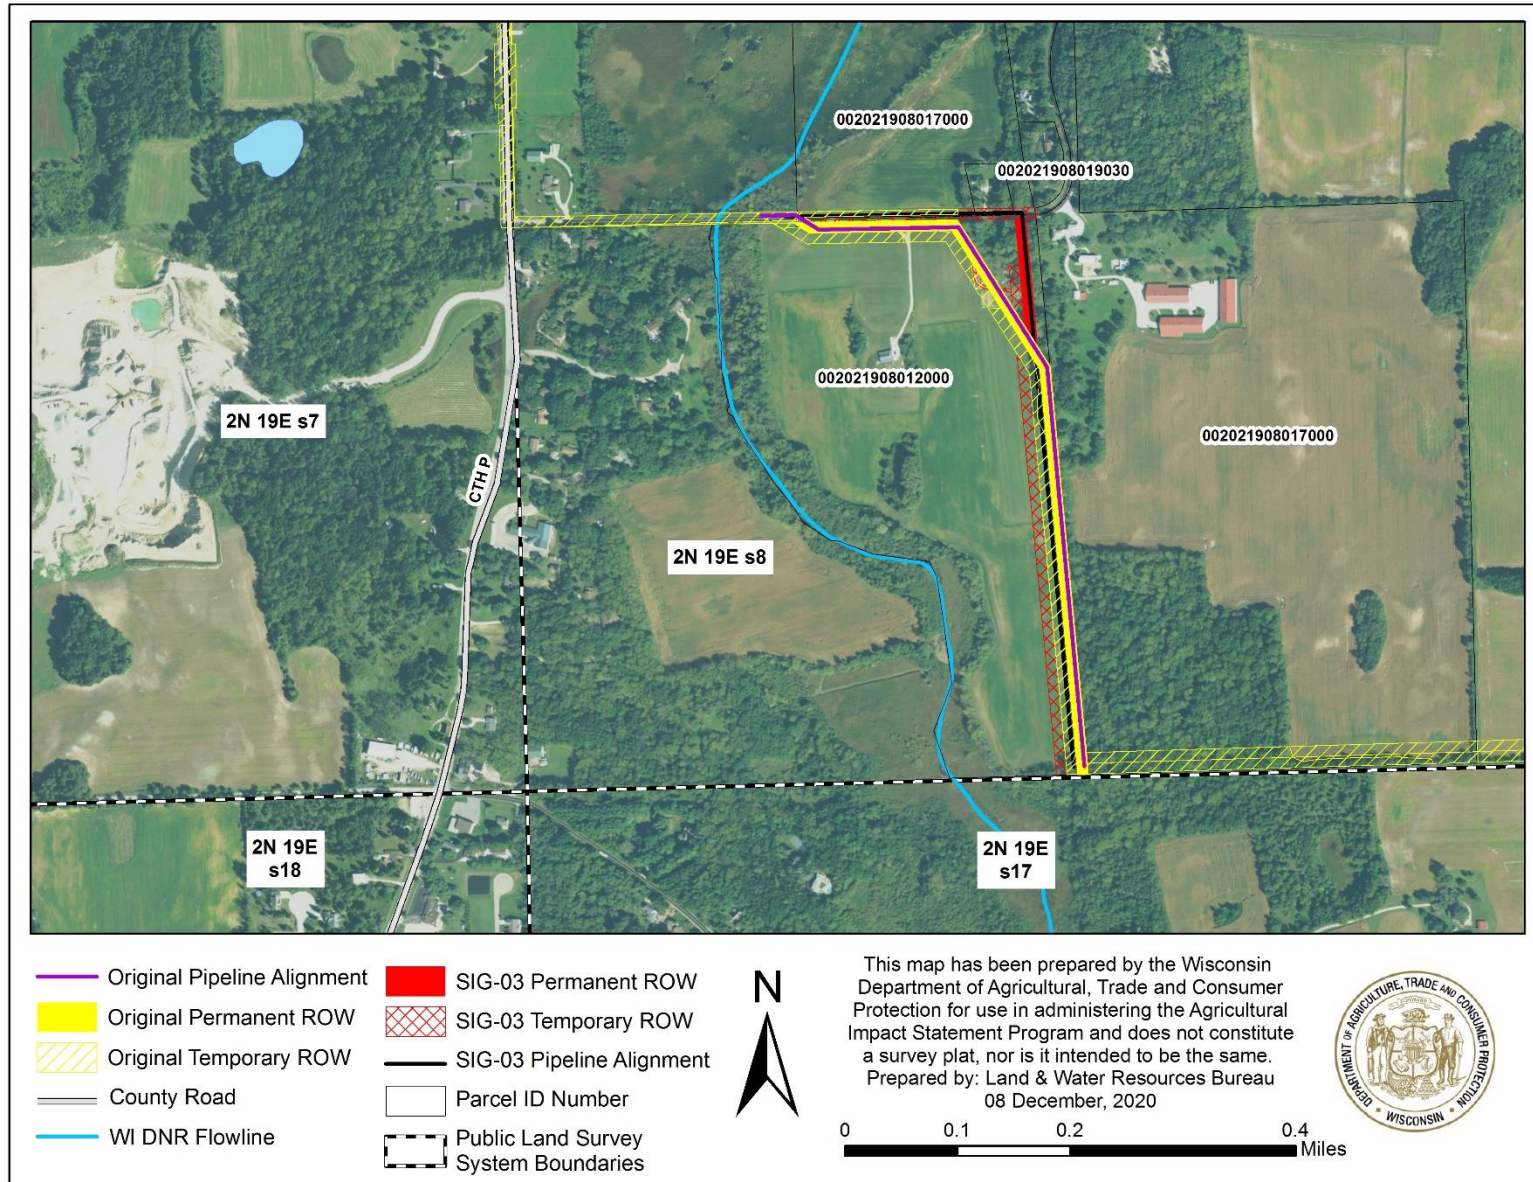 002021908017000
002021908019030
002021908012000
2N 19E s7
002021908017000
CTH P
2N 19E s8
2N 19E
s18
2N 19E
s17
Original Pipeline Alignment
Original Permanent ROW
Original Temporary ROW
County Road
WI DNR Flowline
SIG-03 Permanent ROW
SIG-03 Temporary ROW
SIG-03 Pipeline Alignment
Parcel ID Number
Public Land Survey
System Boundaries
N
This map has been prepared by the Wisconsin
Department of Agricultural, Trade and Consumer
Protection for use in administering the Agricultural
Impact Statement Program and does not constitute
a survey plat, nor is it intended to be the same.
Prepared by: Land & Water Resources Bureau
08 December, 2020
0 0.1 0.2 0.4
Miles
DEPARTMENT OF AGRICULTURE, TRADE AND CONSUMER PROTECTION
• WISCONSIN •